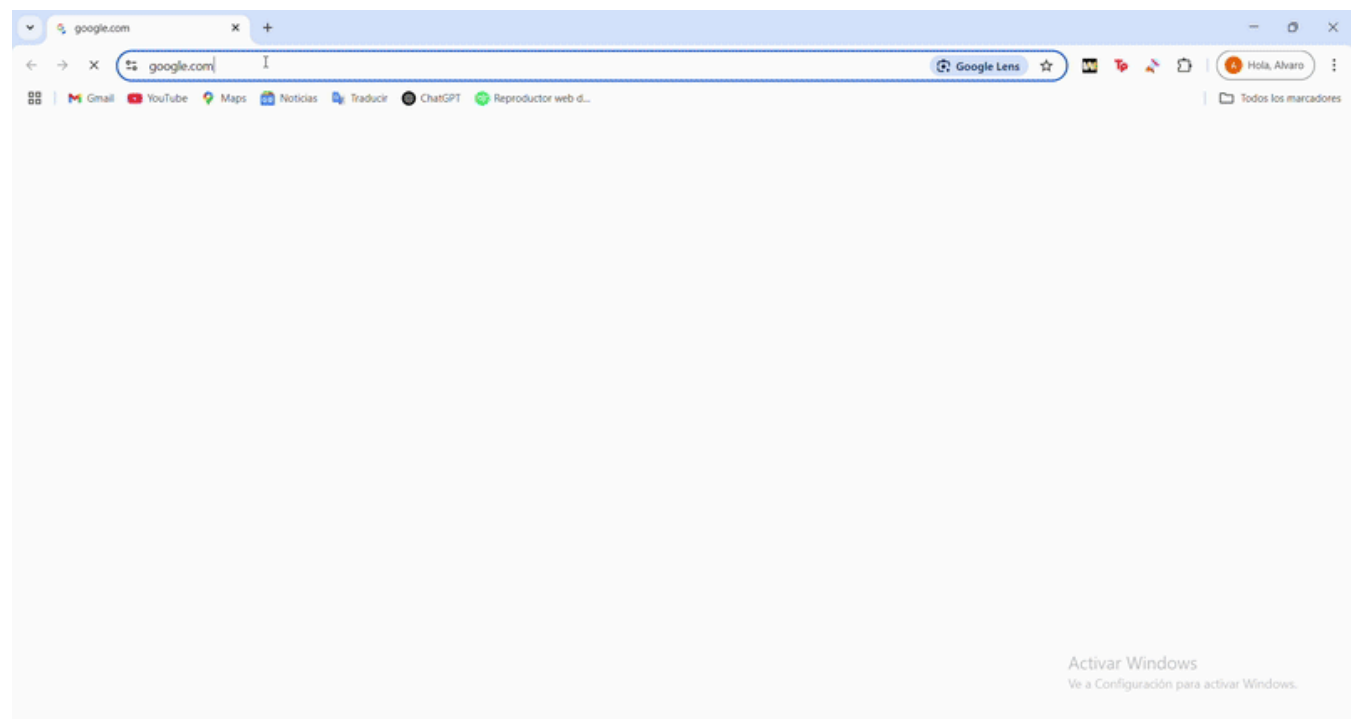 google.com
google.com
Google Lens
Tp
A
Hola, Alvaro
Gmail
YouTube
Maps
Noticias
Traducir
ChatGPT
Reproductor web d...
Todos los marcadores
Activar Windows
Ve a Configuración para activar Windows.